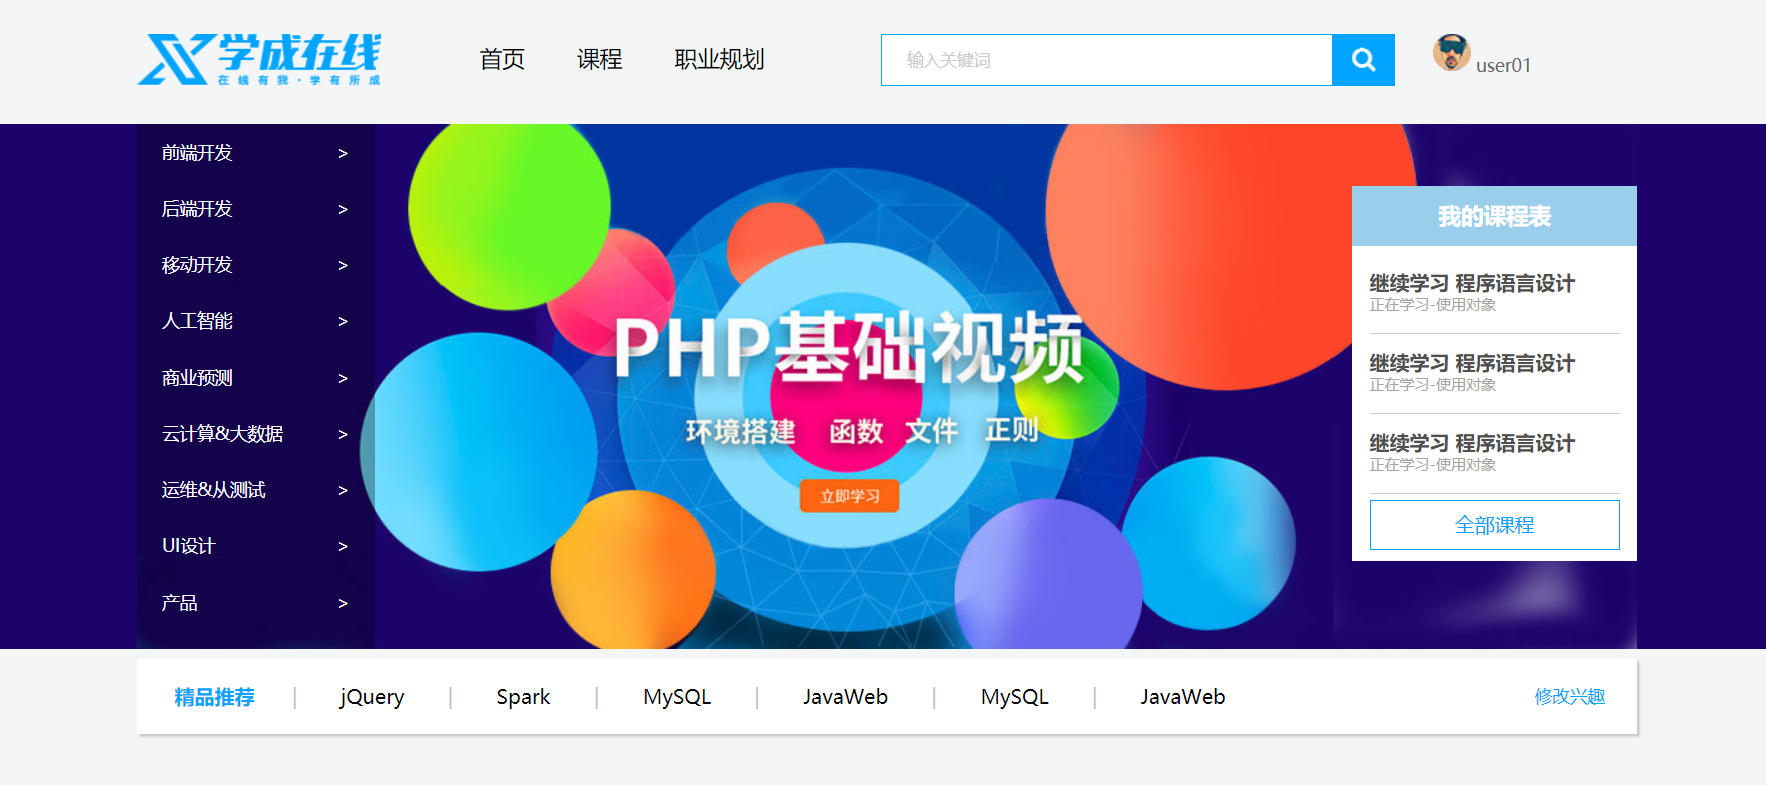 学成在线
在线有我·学有所成
首页 课程 职业规划
输入关键词
user01
前端开发 >
后端开发 >
移动开发 >
人工智能 >
商业预测 >
云计算&大数据 >
运维&从测试 >
UI设计 >
产品 >
PHP基础视频
环境搭建 函数 文件 正则
立即学习
我的课程表
继续学习 程序语言设计
正在学习-使用对象
继续学习 程序语言设计
正在学习-使用对象
继续学习 程序语言设计
正在学习-使用对象
全部课程
精品推荐 | jQuery | Spark | MySQL | JavaWeb | MySQL | JavaWeb 修改兴趣